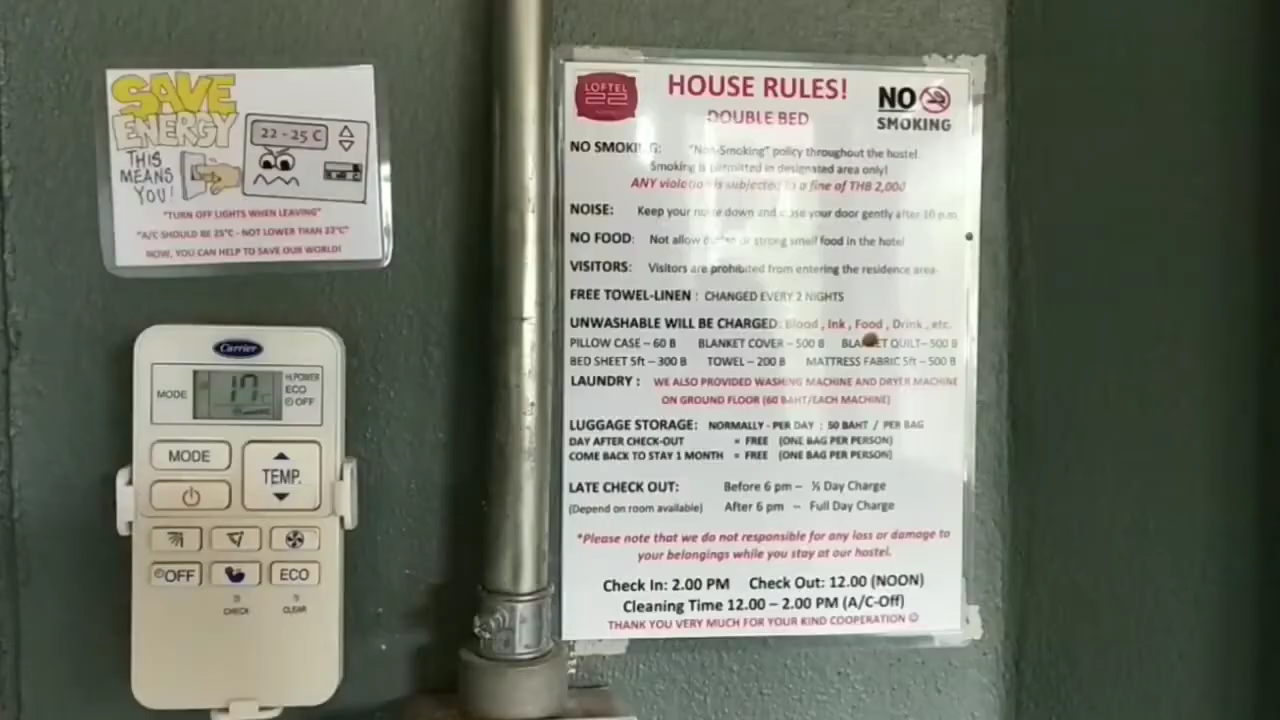 SAVE
ENERGY
THIS
MEANS
YOU!
22 - 25 C
"TURN OFF LIGHTS WHEN LEAVING"
"A/C SHOULD BE 25°C - NOT LOWER THAN 22°C"
NOW, YOU CAN HELP TO SAVE OUR WORLD!
Carrier
MODE
HI POWER
ECO
OFF
MODE
TEMP.
OFF
ECO
CHECK
CLEAR
LOFTEL
22
HOUSE RULES!
DOUBLE BED
NO
SMOKING
NO SMOKING: "Non-Smoking" policy throughout the hostel.
Smoking is permitted in designated area only!
ANY violation is subjected to a fine of THB 2,000
NOISE: Keep your noise down and close your door gently after 10 p.m.
NO FOOD: Not allow or strong smell food in the hotel
VISITORS: Visitors are prohibited from entering the residence area.
FREE TOWEL-LINEN : CHANGED EVERY 2 NIGHTS
UNWASHABLE WILL BE CHARGED: Blood , Ink , Food , Drink , etc.
PILLOW CASE – 60 B BLANKET COVER – 500 B BLANKET QUILT– 500 B
BED SHEET 5ft – 300 B TOWEL – 200 B MATTRESS FABRIC 5ft – 500 B
LAUNDRY : WE ALSO PROVIDED WASHING MACHINE AND DRYER MACHINE
ON GROUND FLOOR (60 BAHT/EACH MACHINE)
LUGGAGE STORAGE: NORMALLY - PER DAY : 50 BAHT / PER BAG
DAY AFTER CHECK-OUT = FREE (ONE BAG PER PERSON)
COME BACK TO STAY 1 MONTH = FREE (ONE BAG PER PERSON)
LATE CHECK OUT: Before 6 pm – ½ Day Charge
(Depend on room available) After 6 pm – Full Day Charge
*Please note that we do not responsible for any loss or damage to
your belongings while you stay at our hostel.
Check In: 2.00 PM Check Out: 12.00 (NOON)
Cleaning Time 12.00 – 2.00 PM (A/C-Off)
THANK YOU VERY MUCH FOR YOUR KIND COOPERATION ☺